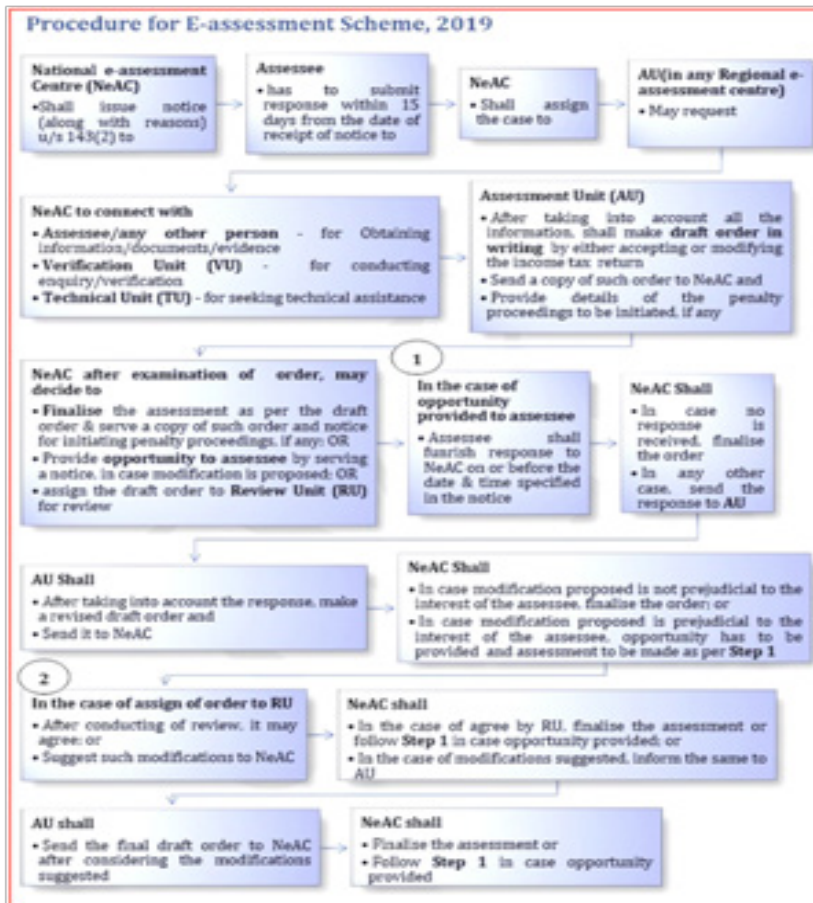 Procedure for E-assessment Scheme, 2019
National e-assessment
Centre (NeAC)
•Shall issue notice
(along with reasons)
u/s 143(2) to
Assessee
• has to submit
response within 15
days from the date of
receipt of notice to
NeAC
• Shall assign
the case to
AU(in any Regional e-
assessment centre)
• May request
NeAC to connect with
• Assessee/any other person - for Obtaining
information/documents/evidence
• Verification Unit (VU) - for conducting
enquiry/verification
• Technical Unit (TU) - for seeking technical assistance
Assessment Unit (AU)
• After taking into account all the
information, shall make draft order in
writing by either accepting or modifying
the income tax return
• Send a copy of such order to NeAC and
• Provide details of the penalty
proceedings to be initiated, if any
1
NeAC after examination of order, may
decide to
• Finalise the assessment as per the draft
order & serve a copy of such order and notice
for initiating penalty proceedings, if any; OR
• Provide opportunity to assessee by serving
a notice, in case modification is proposed; OR
• assign the draft order to Review Unit (RU)
for review
In the case of
opportunity
provided to assessee
• Assessee shall
funrish response to
NeAC on or before the
date & time specified
in the notice
NeAC Shall
• In case no
response is
received, finalise
the order
• In any other
case, send the
response to AU
AU Shall
• After taking into account the response, make
a revised draft order and
• Send it to NeAC
NeAC Shall
• In case modification proposed is not prejudicial to the
interest of the assessee, finalise the order; or
• In case modification proposed is prejudicial to the
interest of the assessee, opportunity has to be
provided and assessment to be made as per Step 1
2
In the case of assign of order to RU
• After conducting of review, it may
agree; or
• Suggest such modifications to NeAC
NeAC shall
• In the case of agree by RU, finalise the assessment or
follow Step 1 in case opportunity provided; or
• In the case of modifications suggested, inform the same to
AU
AU shall
• Send the final draft order to NeAC
after considering the modifications
suggested
NeAC shall
• Finalise the assessment or
• Follow Step 1 in case opportunity
provided